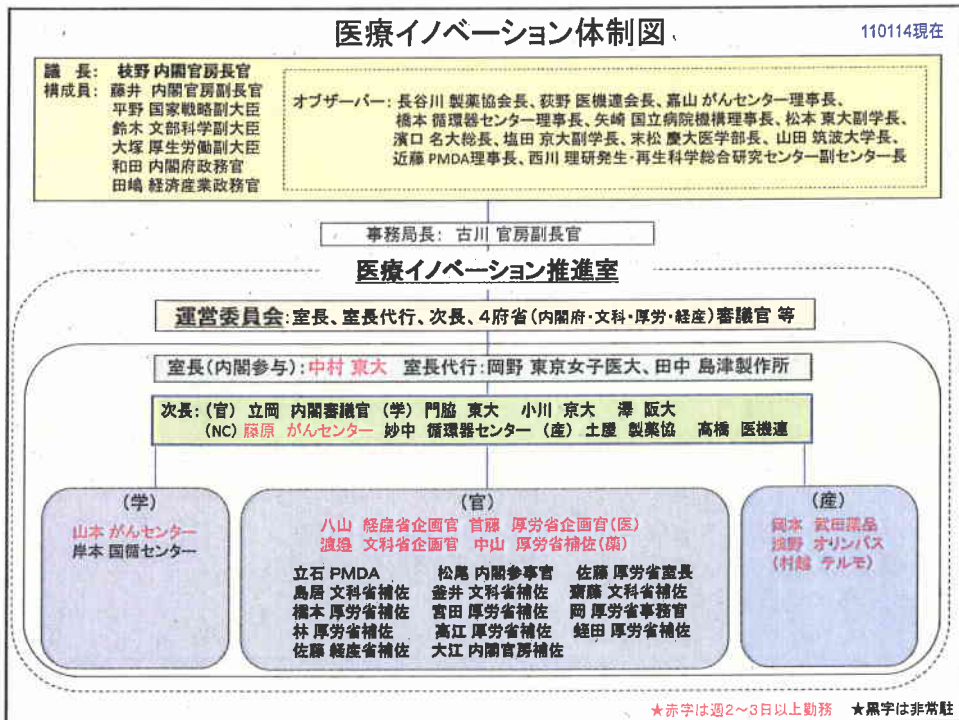 医療イノベーション体制図
110114現在
議 長: 枝野 内閣官房長官
構成員: 藤井 内閣官房副長官
平野 国家戦略副大臣
鈴木 文部科学副大臣
大塚 厚生労働副大臣
和田 内閣府政務官
田嶋 経済産業政務官
オブザーバー:長谷川 製薬協会長、荻野 医機連会長、嘉山 がんセンター理事長、
橋本 循環器センター理事長、矢崎 国立病院機構理事長、松本 東大副学長、
濱口 名大総長、塩田 京大副学長、末松 慶大医学部長、山田 筑波大学長、
近藤 PMDA理事長、西川 理研発生・再生科学総合研究センター副センター長
事務局長: 古川 官房副長官
医療イノベーション推進室
運営委員会:室長、室長代行、次長、4府省(内閣府・文科・厚労・経産)審議官 等
室長(内閣参与):中村 東大 室長代行:岡野 東京女子医大、田中 島津製作所
次長:(官) 立岡 内閣審議官 (学) 門脇 東大 小川 京大 澤 阪大
(NC) 藤原 がんセンター 妙中 循環器センター (産) 土屋 製薬協 高橋 医機連
(学)
山本 がんセンター
岸本 国循センター
(官)
八山 経産省企画官 首藤 厚労省企画官(医)
渡邉 文科省企画官 中山 厚労省補佐(薬)
立石 PMDA 松尾 内閣参事官 佐藤 厚労省室長
鳥居 文科省補佐 釜井 文科省補佐 齋藤 文科省補佐
橋本 厚労省補佐 宮田 厚労省補佐 岡 厚労省事務官
林 厚労省補佐 高江 厚労省補佐 蛭田 厚労省補佐
佐藤 経産省補佐 大江 内閣官房補佐
(産)
岡本 武田薬品
浅野 オリンパス
(村越 テルモ)
★赤字は週2～3日以上勤務 ★黒字は非常駐